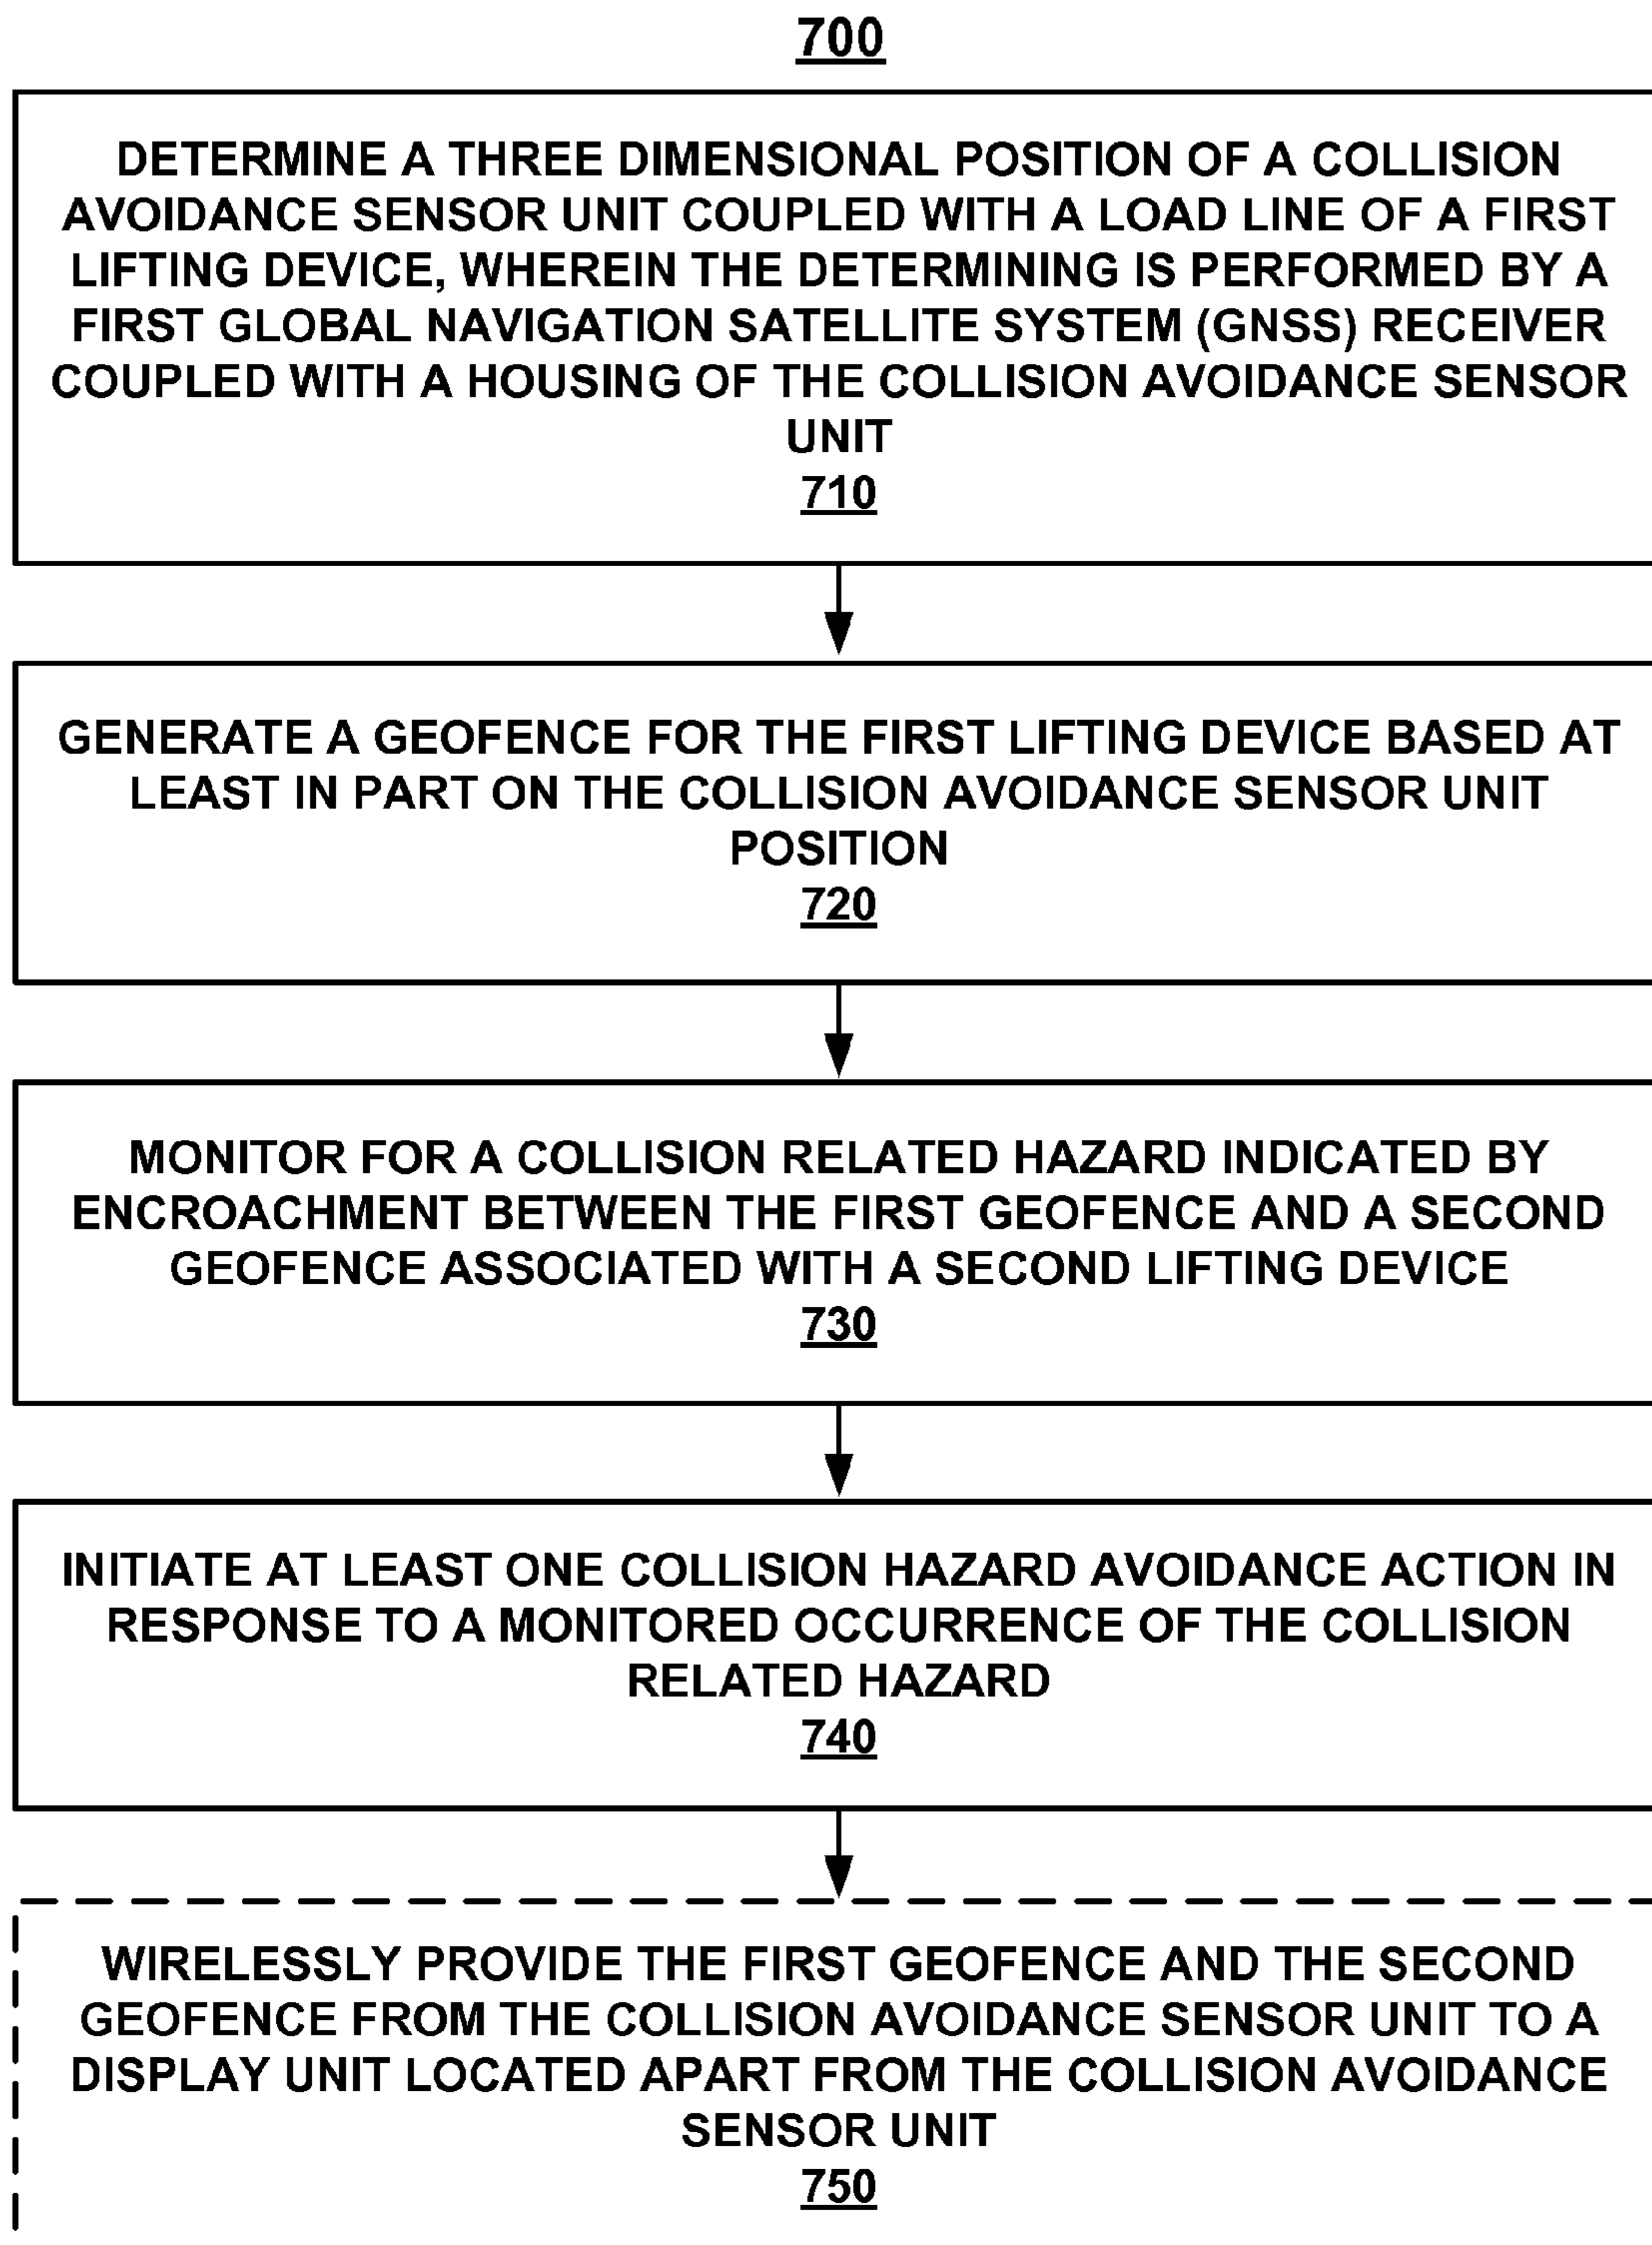 700
DETERMINE A THREE DIMENSIONAL POSITION OF A COLLISION
AVOIDANCE SENSOR UNIT COUPLED WITH A LOAD LINE OF A FIRST
LIFTING DEVICE, WHEREIN THE DETERMINING IS PERFORMED BY A
FIRST GLOBAL NAVIGATION SATELLITE SYSTEM (GNSS) RECEIVER
COUPLED WITH A HOUSING OF THE COLLISION AVOIDANCE SENSOR
UNIT
710
GENERATE A GEOFENCE FOR THE FIRST LIFTING DEVICE BASED AT
LEAST IN PART ON THE COLLISION AVOIDANCE SENSOR UNIT
POSITION
720
MONITOR FOR A COLLISION RELATED HAZARD INDICATED BY
ENCROACHMENT BETWEEN THE FIRST GEOFENCE AND A SECOND
GEOFENCE ASSOCIATED WITH A SECOND LIFTING DEVICE
730
INITIATE AT LEAST ONE COLLISION HAZARD AVOIDANCE ACTION IN
RESPONSE TO A MONITORED OCCURRENCE OF THE COLLISION
RELATED HAZARD
740
WIRELESSLY PROVIDE THE FIRST GEOFENCE AND THE SECOND
GEOFENCE FROM THE COLLISION AVOIDANCE SENSOR UNIT TO A
DISPLAY UNIT LOCATED APART FROM THE COLLISION AVOIDANCE
SENSOR UNIT
750